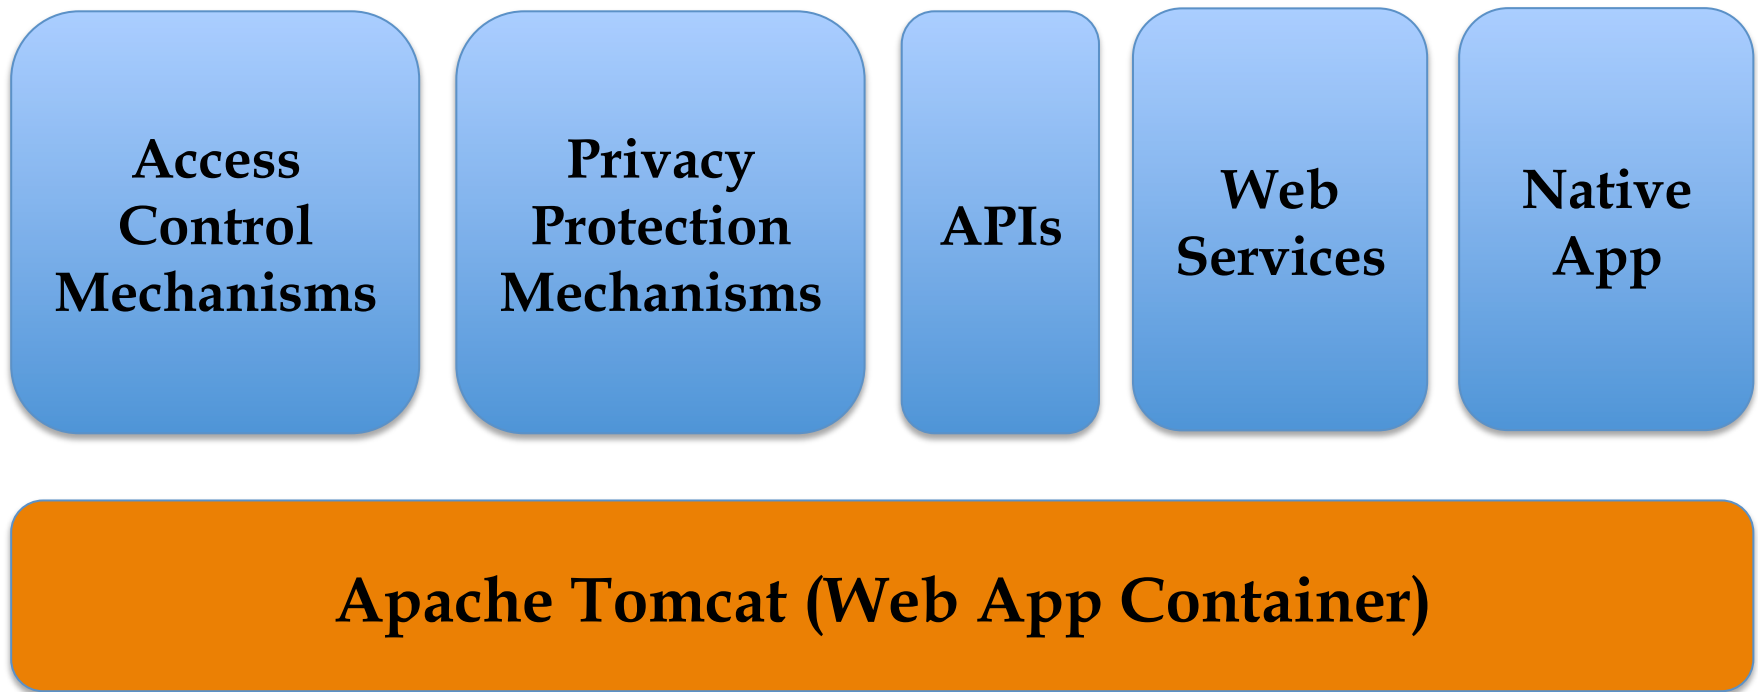 Access
Control
Mechanisms
Privacy
Protection
Mechanisms
APIs
Web
Services
Native
App
Apache Tomcat (Web App Container)